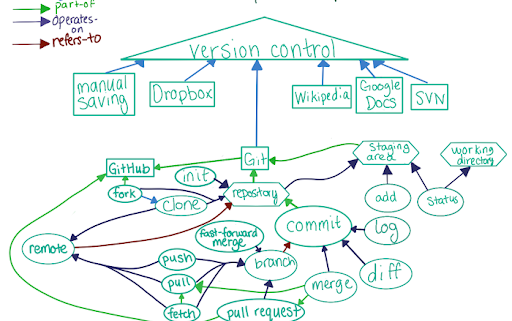 part-of
operates-
on
refers-to
version control
manual
saving
Dropbox
Wikipedia
Google
Docs
SVN
GitHub
Git
Staging
area
working
directory
init
fork
clone
repository
add
status
commit
log
fast-forward
merge
remote
push
branch
diff
pull
merge
fetch
pull request